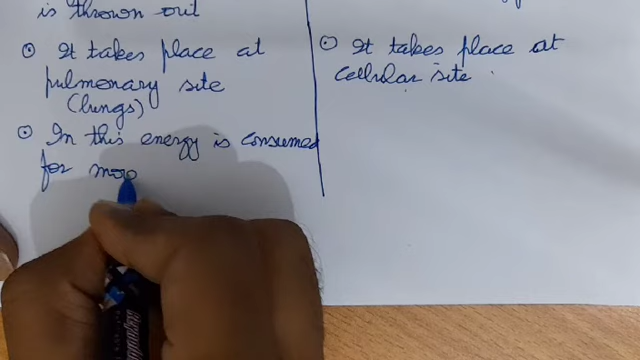 is thrown out
It takes place at
pulmonary site
(lungs)
In this energy is consumed
for mov
It takes place at
cellular site